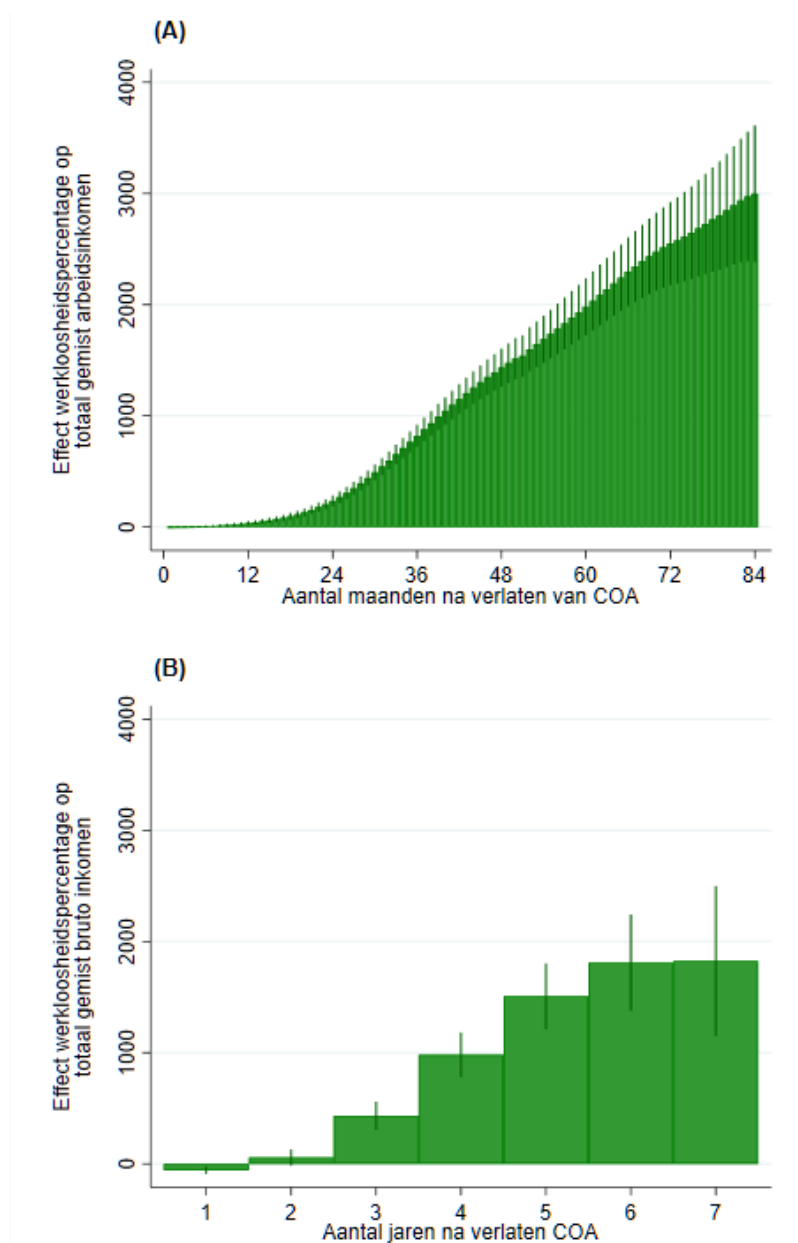 (A)
Effect werkloosheidspercentage op
totaal gemist arbeidsinkomen
4000
3000
2000
1000
0
0 12 24 36 48 60 72 84
Aantal maanden na verlaten van COA
(B)
Effect werkloosheidspercentage op
totaal gemist bruto inkomen
4000
3000
2000
1000
0
1 2 3 4 5 6 7
Aantal jaren na verlaten COA